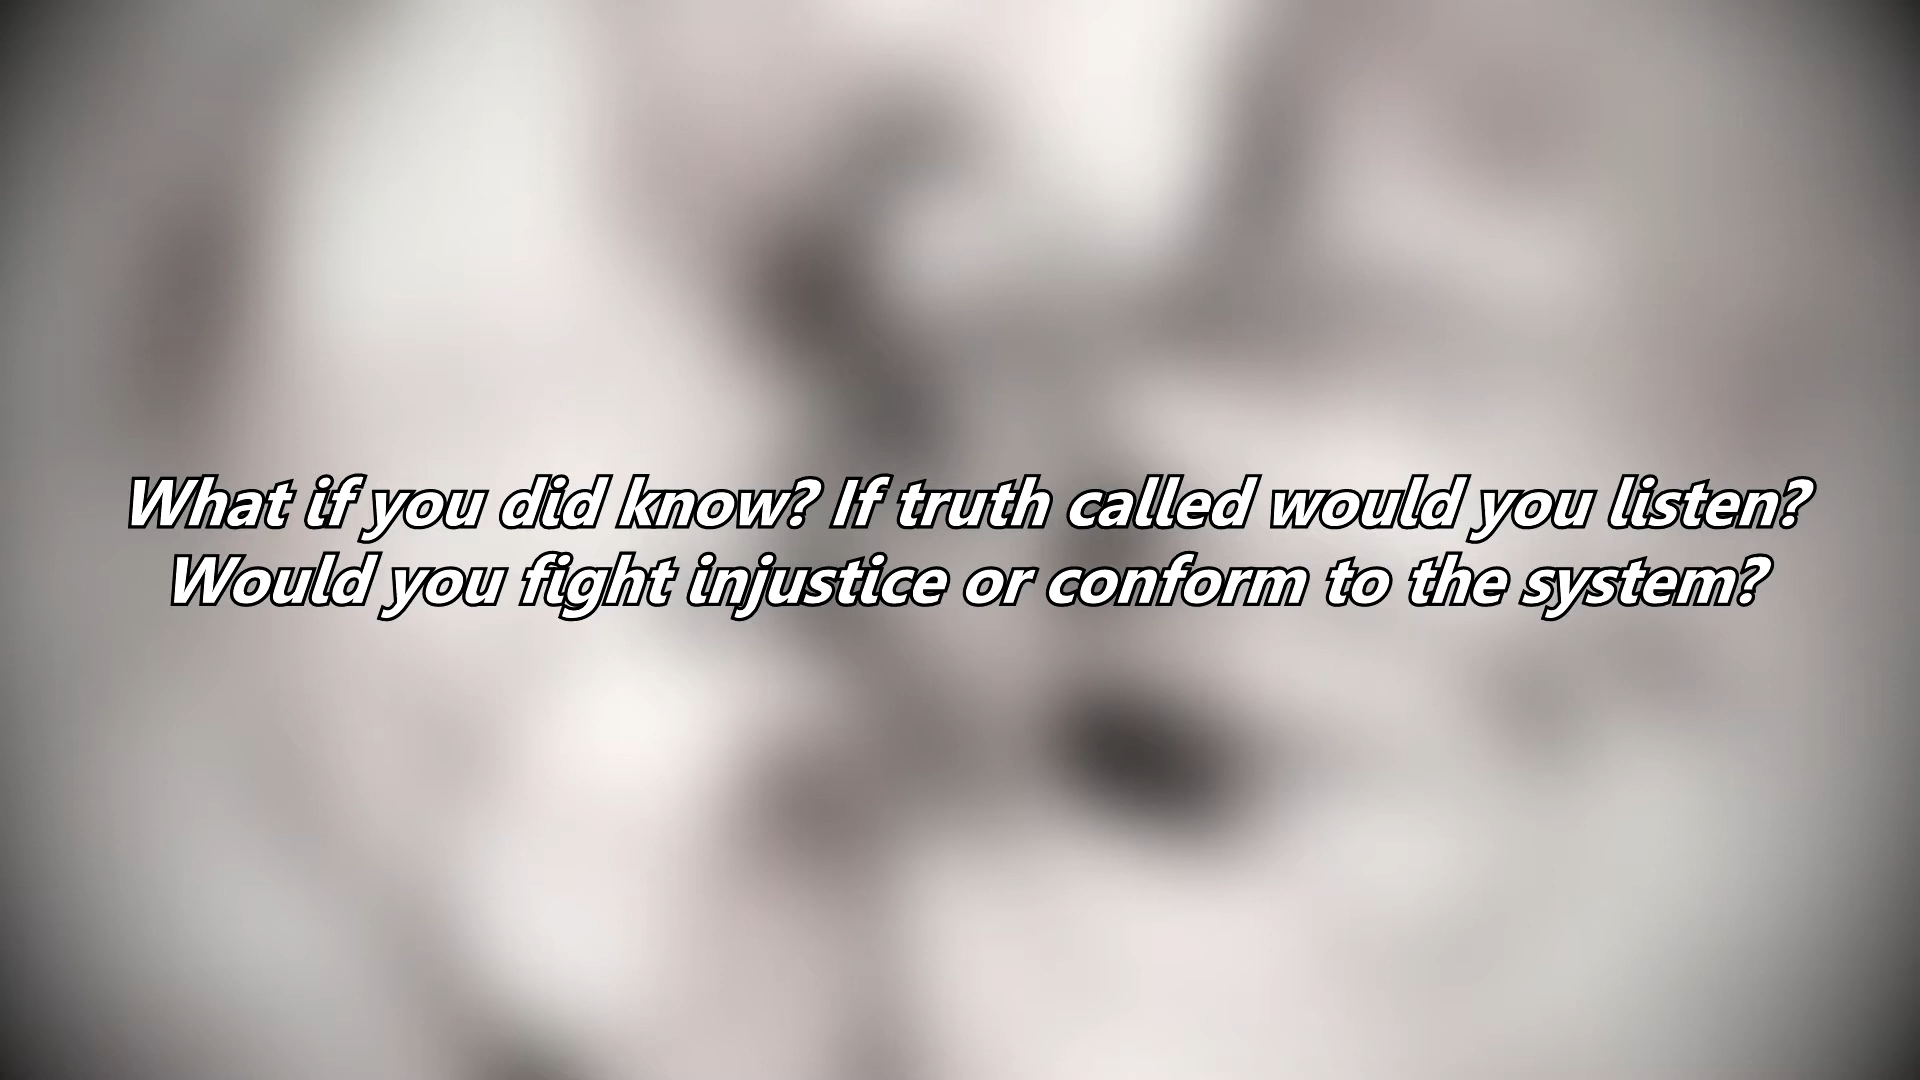 What if you did know? If truth called would you listen?
Would you fight injustice or conform to the system?